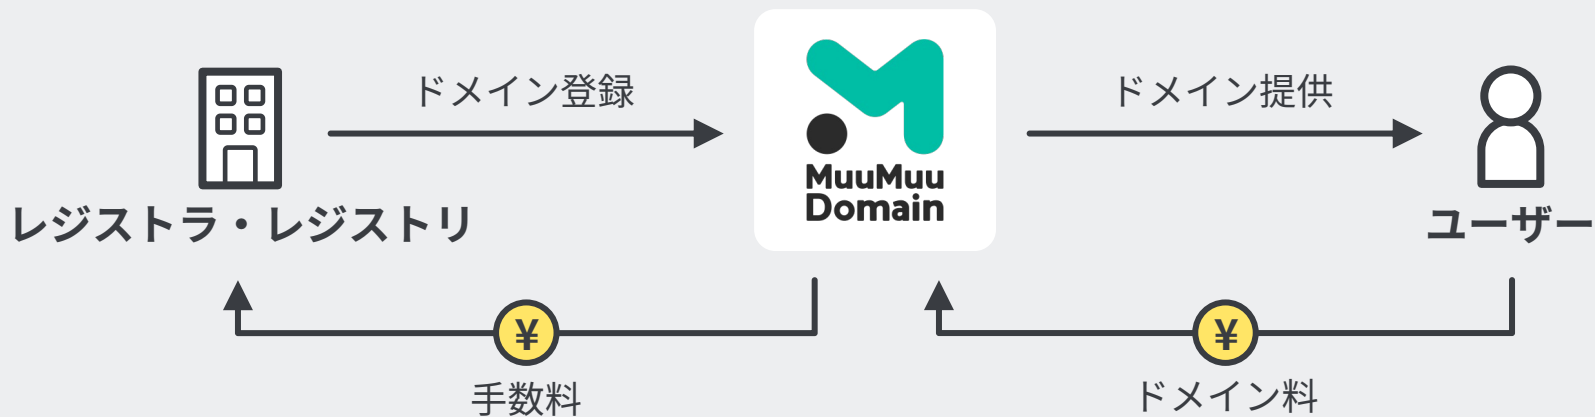 ドメイン登録
ドメイン提供
MuuMuu
Domain
レジストラ・レジストリ
ユーザー
¥
¥
手数料
ドメイン料